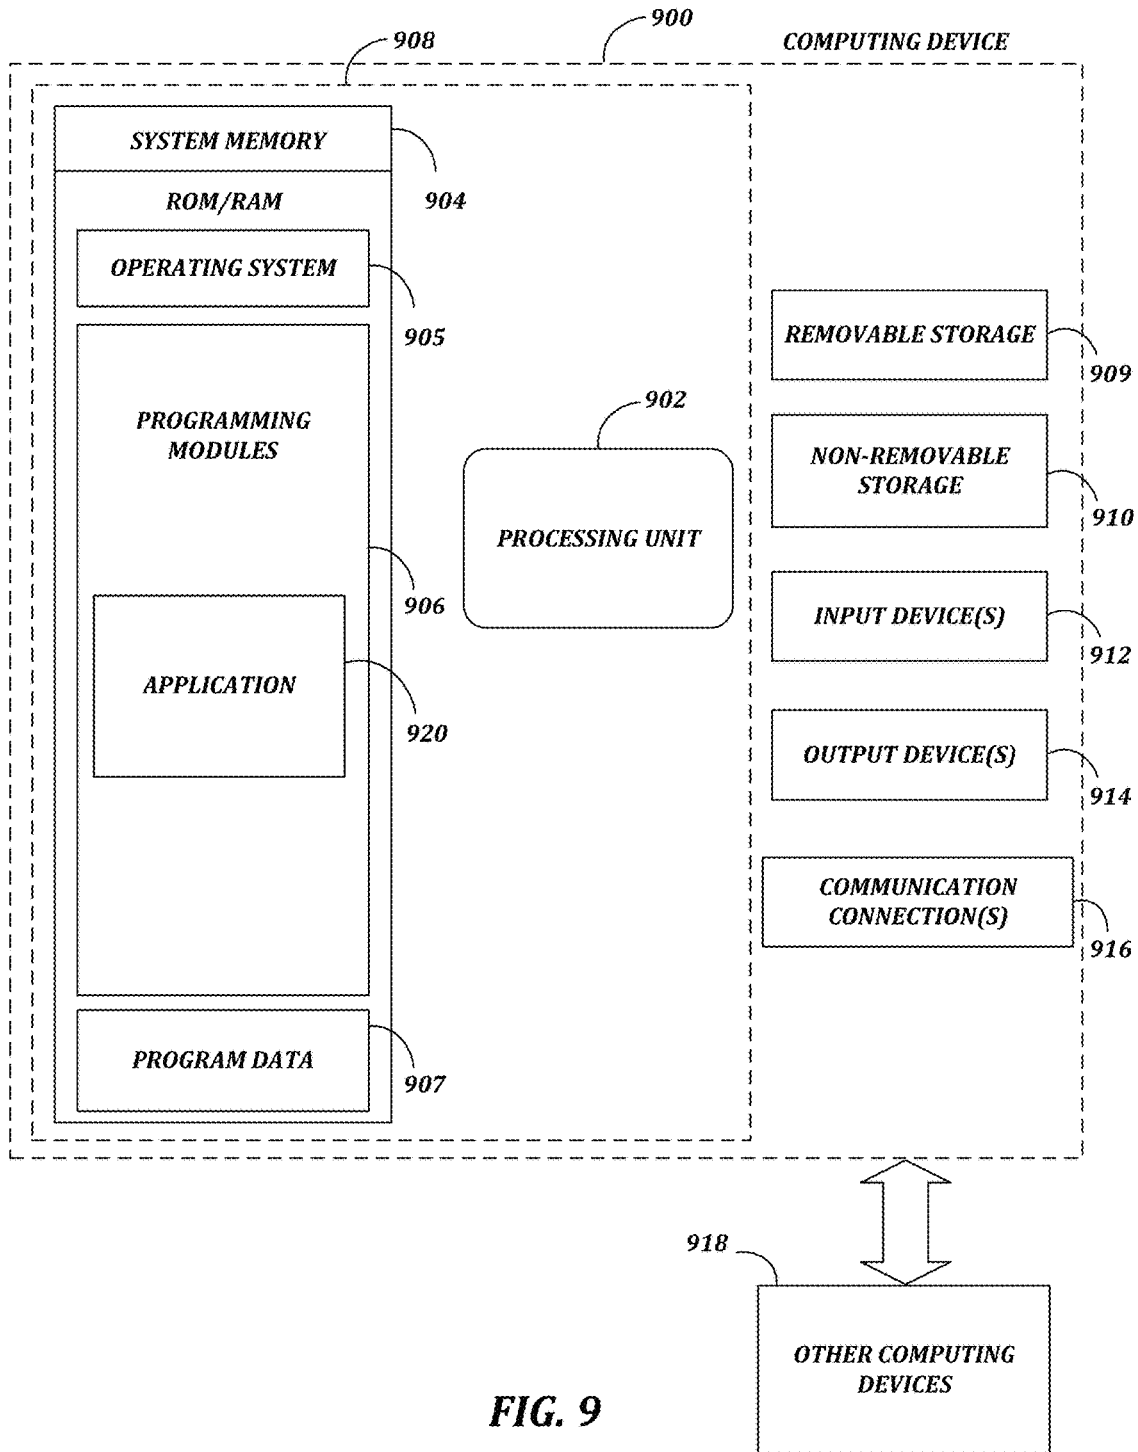 900
COMPUTING DEVICE
908
SYSTEM MEMORY
904
ROM/RAM
OPERATING SYSTEM
905
PROGRAMMING
MODULES
906
APPLICATION
920
PROGRAM DATA
907
902
PROCESSING UNIT
REMOVABLE STORAGE
909
NON-REMOVABLE
STORAGE
910
INPUT DEVICE(S)
912
OUTPUT DEVICE(S)
914
COMMUNICATION
CONNECTION(S)
916
918
OTHER COMPUTING
DEVICES
FIG. 9